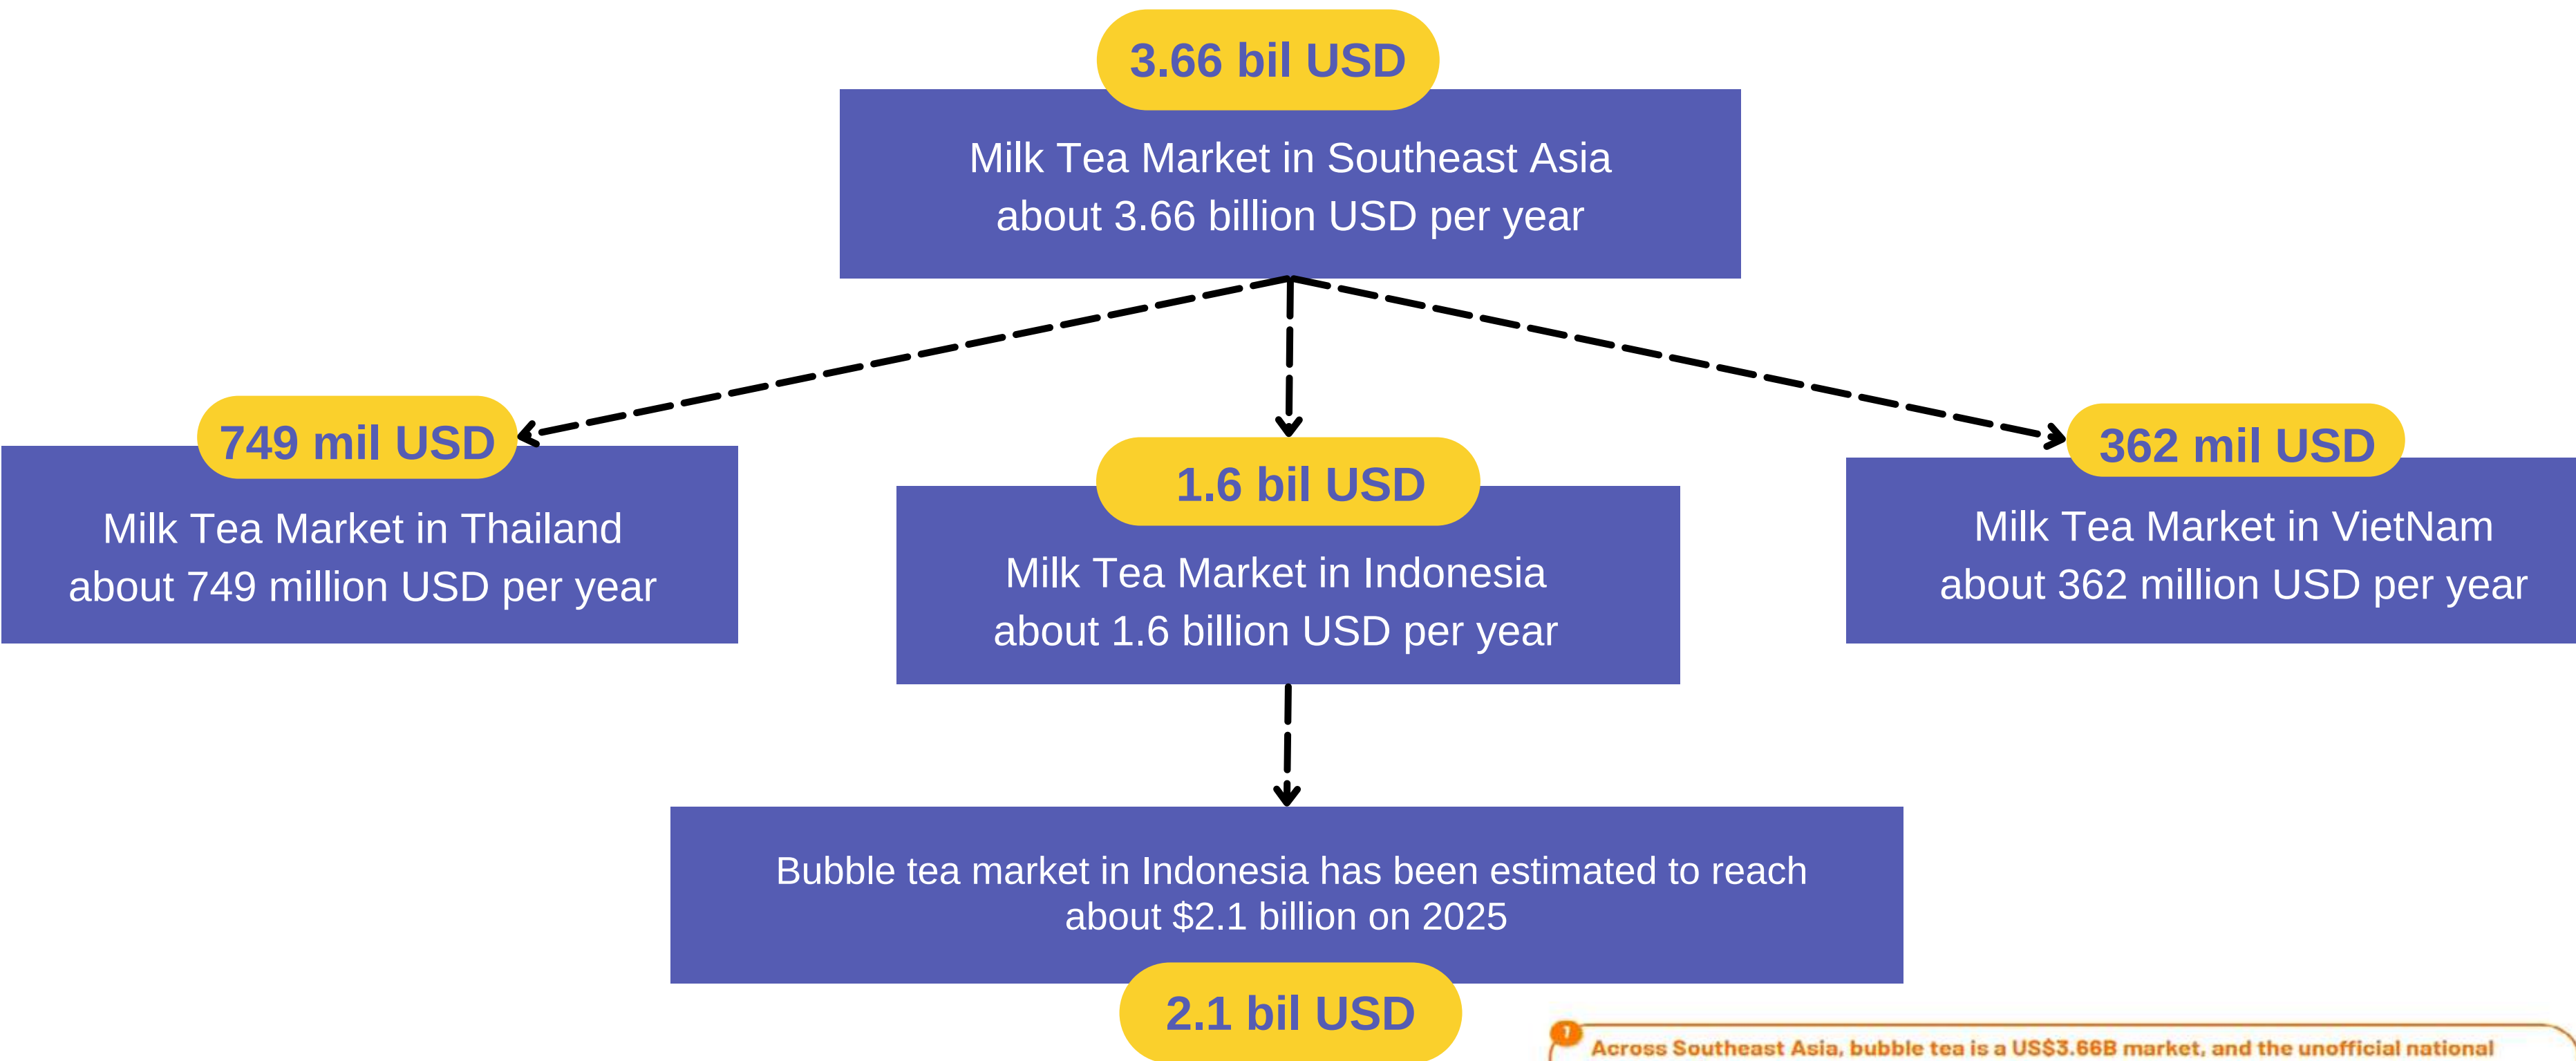 3.66 bil USD
Milk Tea Market in Southeast Asia
about 3.66 billion USD per year
749 mil USD
Milk Tea Market in Thailand
about 749 million USD per year
1.6 bil USD
Milk Tea Market in Indonesia
about 1.6 billion USD per year
362 mil USD
Milk Tea Market in VietNam
about 362 million USD per year
Bubble tea market in Indonesia has been estimated to reach
about $2.1 billion on 2025
2.1 bil USD
1
Across Southeast Asia, bubble tea is a US$3.66B market, and the unofficial national